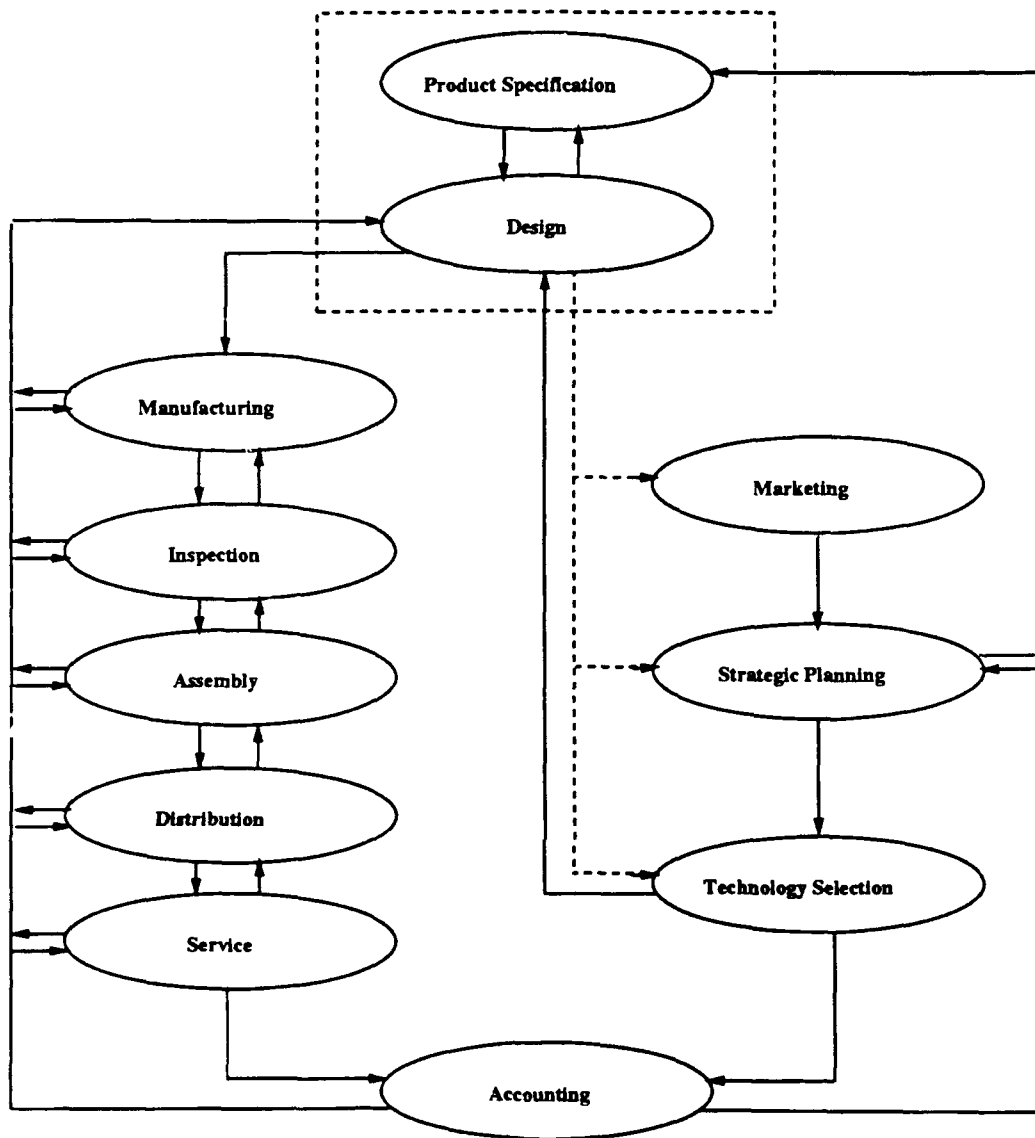 Product Specification
Design
Manufacturing
Marketing
Inspection
Strategic Planning
Assembly
Distribution
Technology Selection
Service
Accounting